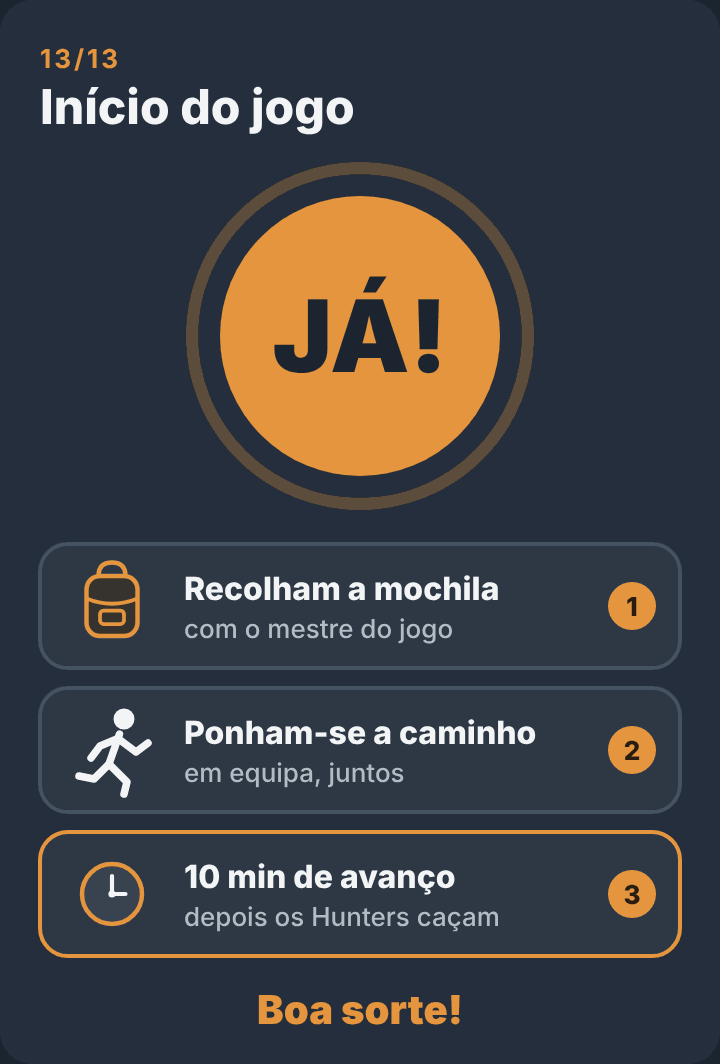 13/13
Início do jogo
JÁ!
Recolham a mochila
com o mestre do jogo
1
Ponham-se a caminho
em equipa, juntos
2
10 min de avanço
depois os Hunters caçam
3
Boa sorte!